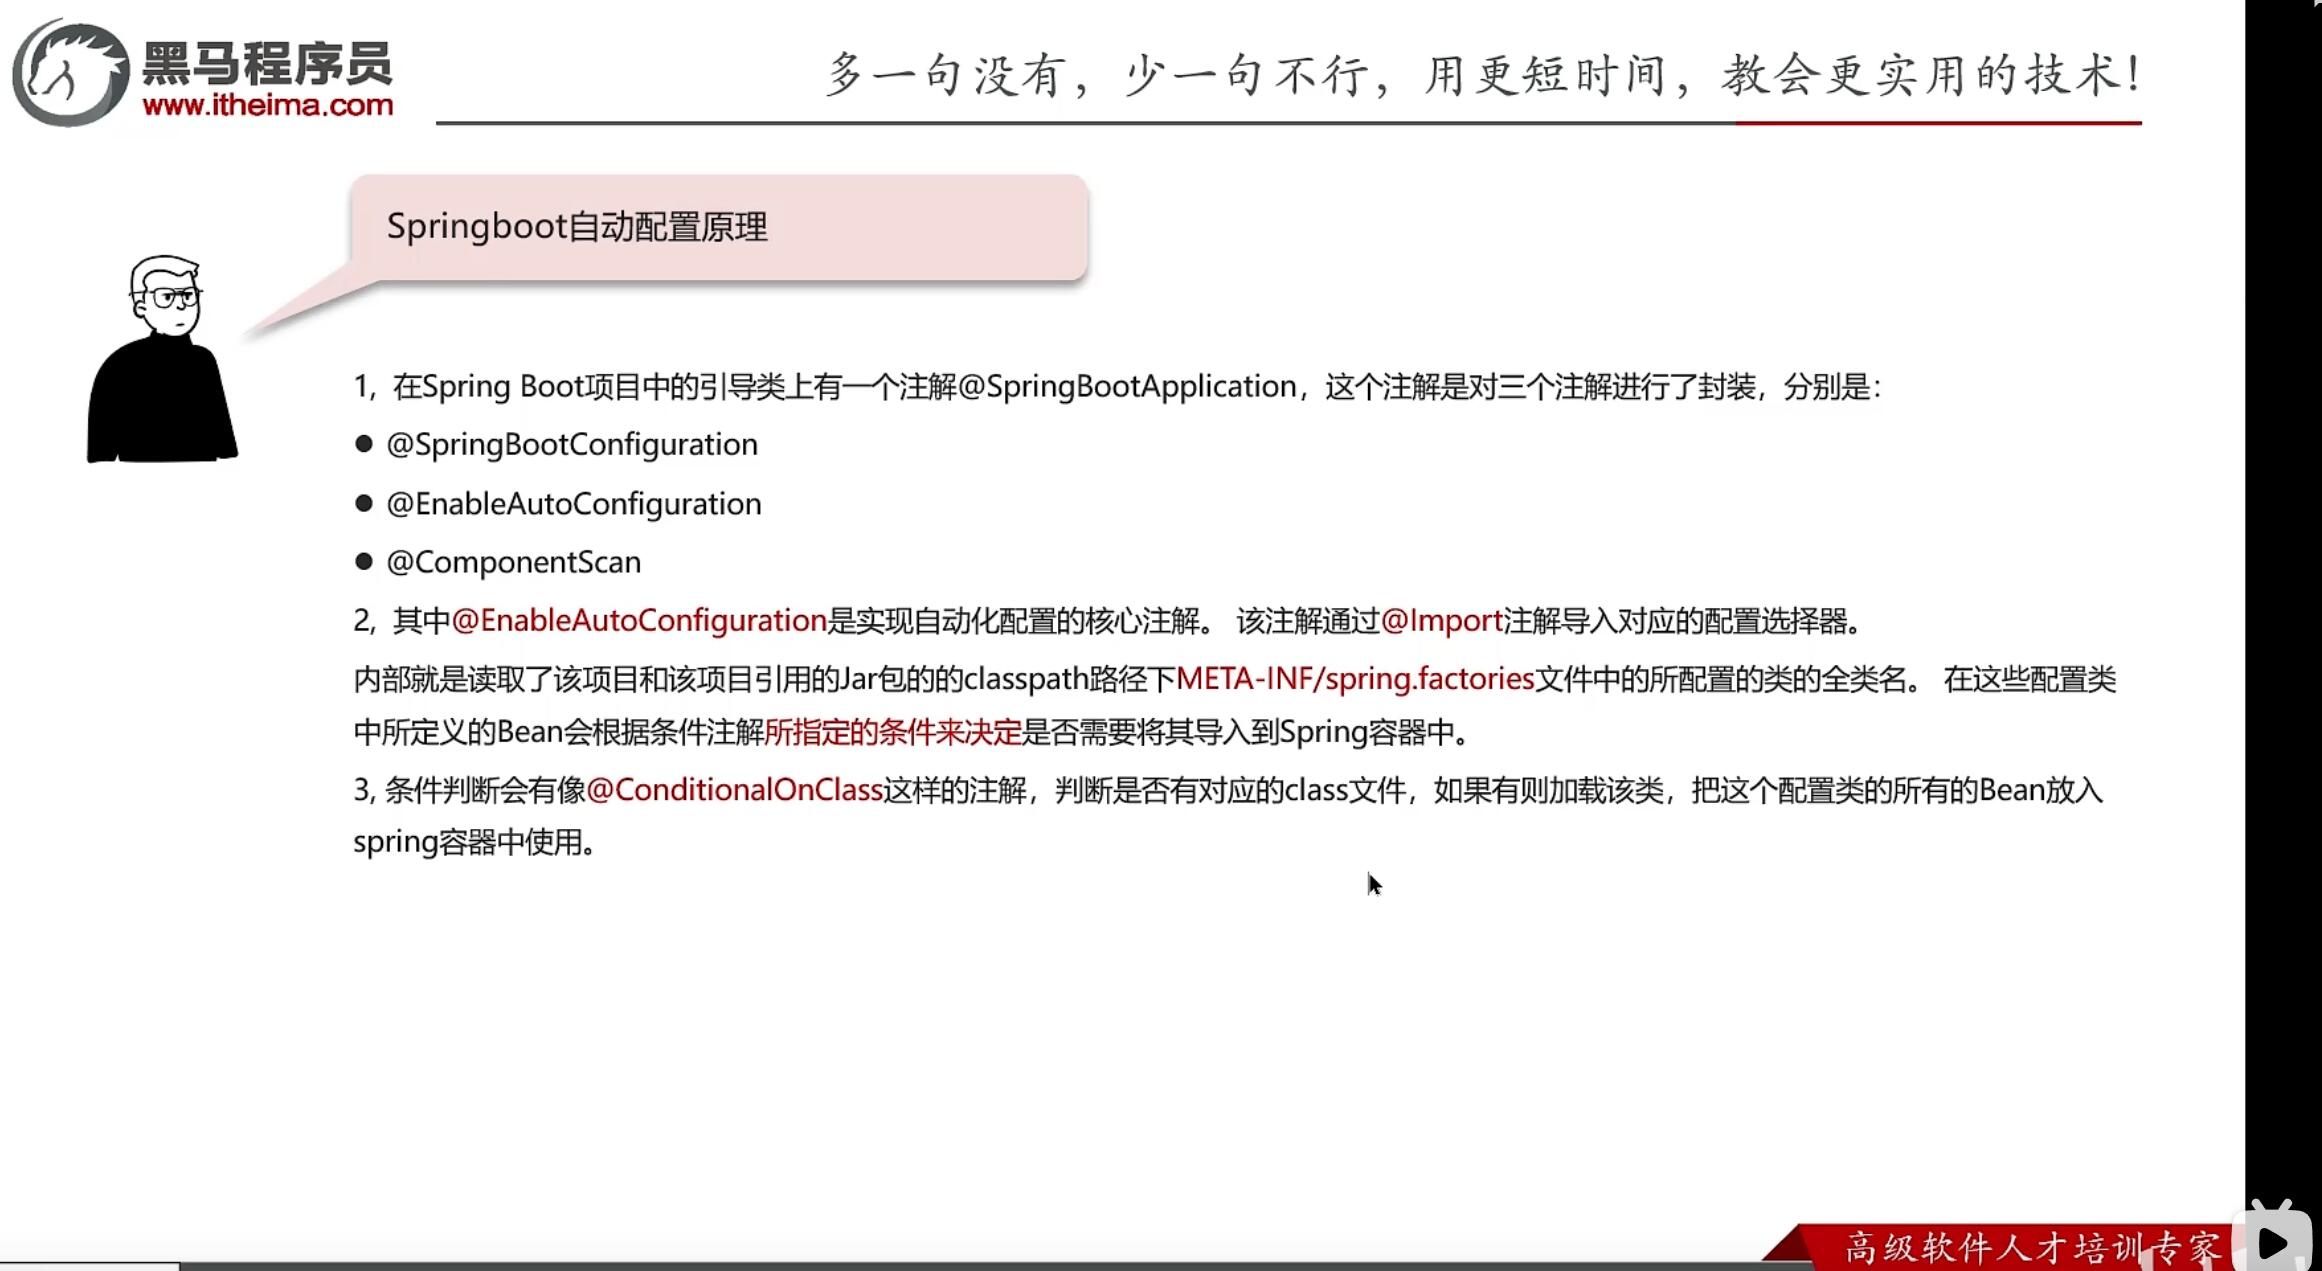 黑马程序员
www.itheima.com
多一句没有，少一句不行，用更短时间，教会更实用的技术！
Springboot自动配置原理
1, 在Spring Boot项目中的引导类上有一个注解@SpringBootApplication，这个注解是对三个注解进行了封装，分别是：
● @SpringBootConfiguration
● @EnableAutoConfiguration
● @ComponentScan
2, 其中@EnableAutoConfiguration是实现自动化配置的核心注解。 该注解通过@Import注解导入对应的配置选择器。
内部就是读取了该项目和该项目引用的Jar包的的classpath路径下META-INF/spring.factories文件中的所配置的类的全类名。 在这些配置类
中所定义的Bean会根据条件注解所指定的条件来决定是否需要将其导入到Spring容器中。
3, 条件判断会有像@ConditionalOnClass这样的注解，判断是否有对应的class文件，如果有则加载该类，把这个配置类的所有的Bean放入
spring容器中使用。
高级软件人才培训专家